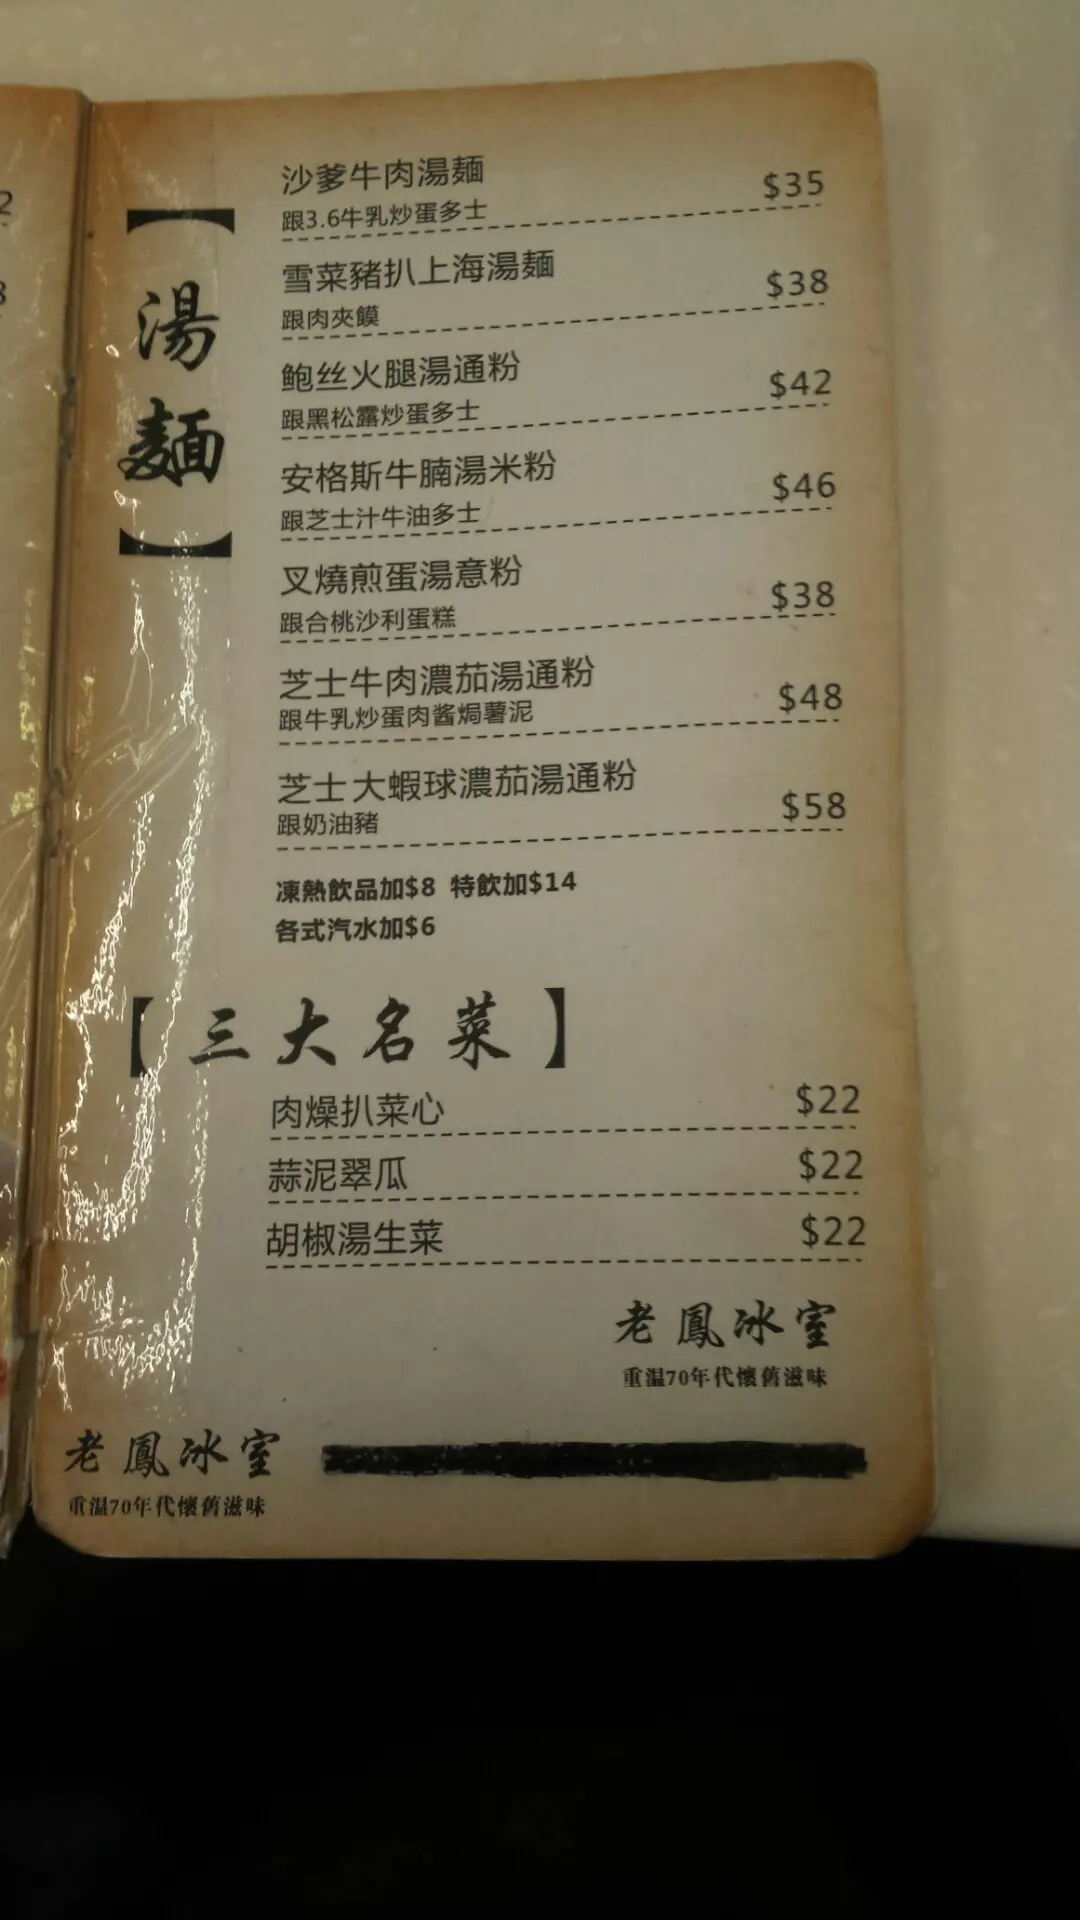 【湯麵】
沙爹牛肉湯麵 $35
跟3.6牛乳炒蛋多士
雪菜豬扒上海湯麵 $38
跟肉夾饃
鮑丝火腿湯通粉 $42
跟黑松露炒蛋多士
安格斯牛腩湯米粉 $46
跟芝士汁牛油多士
叉燒煎蛋湯意粉 $38
跟合桃沙利蛋糕
芝士牛肉濃茄湯通粉 $48
跟牛乳炒蛋肉酱焗薯泥
芝士大蝦球濃茄湯通粉 $58
跟奶油豬
凍熱飲品加$8 特飲加$14
各式汽水加$6
【三大名菜】
肉燥扒菜心 $22
蒜泥翠瓜 $22
胡椒湯生菜 $22
老鳳冰室
重温70年代懷舊滋味
老鳳冰室
重温70年代懷舊滋味